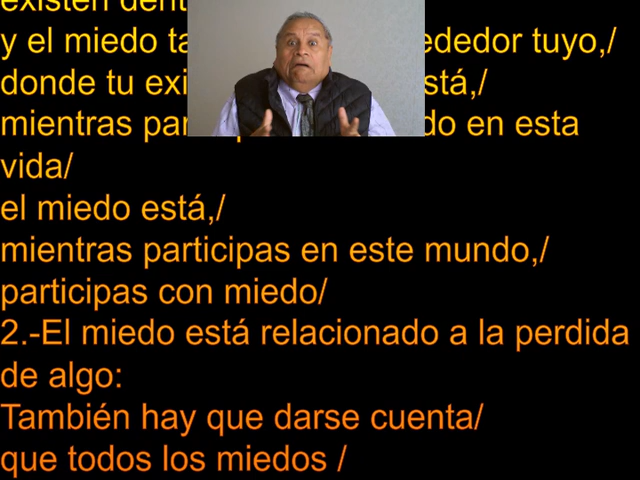 existen dent
y el miedo ta ededor tuyo,/
donde tu exi stá,/
mientras par do en esta
vida/
el miedo está,/
mientras participas en este mundo,/
participas con miedo/
2.-El miedo está relacionado a la perdida
de algo:
También hay que darse cuenta/
que todos los miedos /